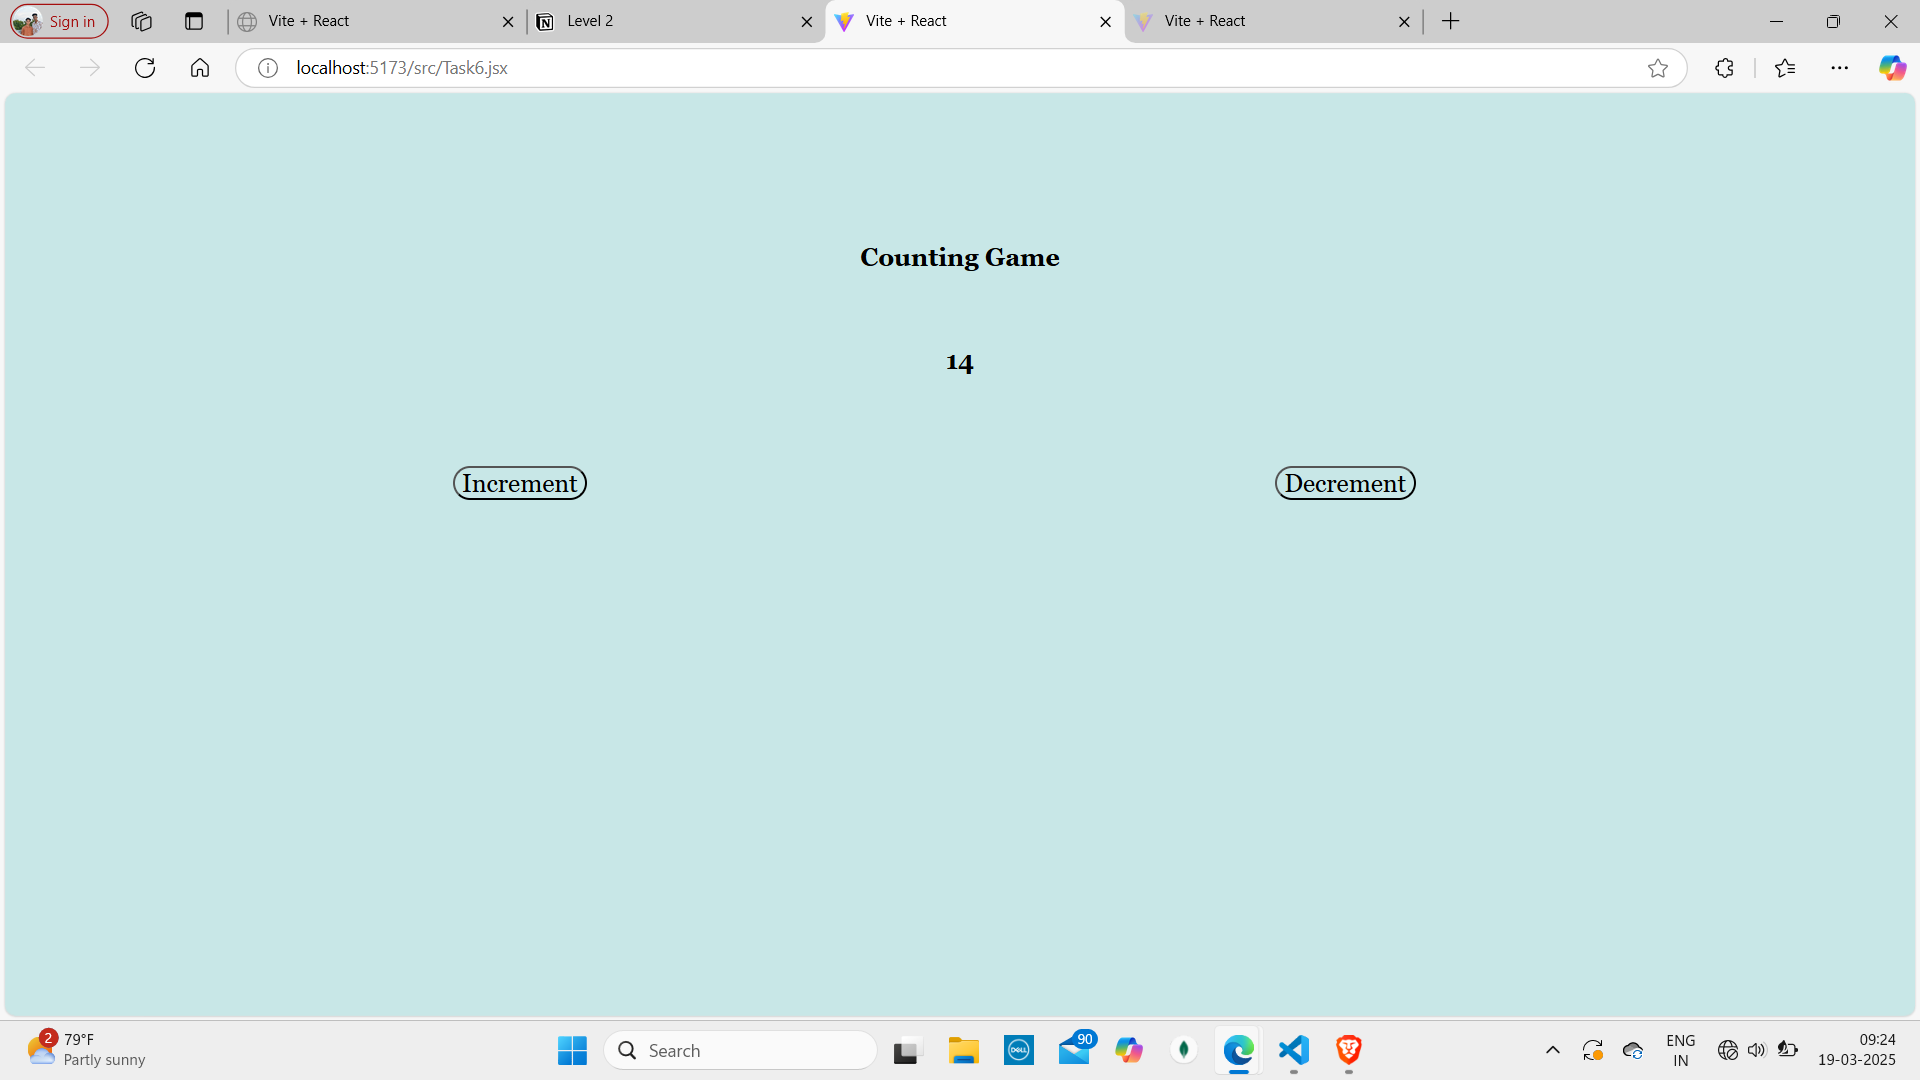 Sign in
Vite + React
Level 2
Vite + React
Vite + React
localhost:5173/src/Task6.jsx
Counting Game
14
Increment
Decrement
2
79°F
Partly sunny
Search
DELL
90
ENG
IN
09:24
19-03-2025